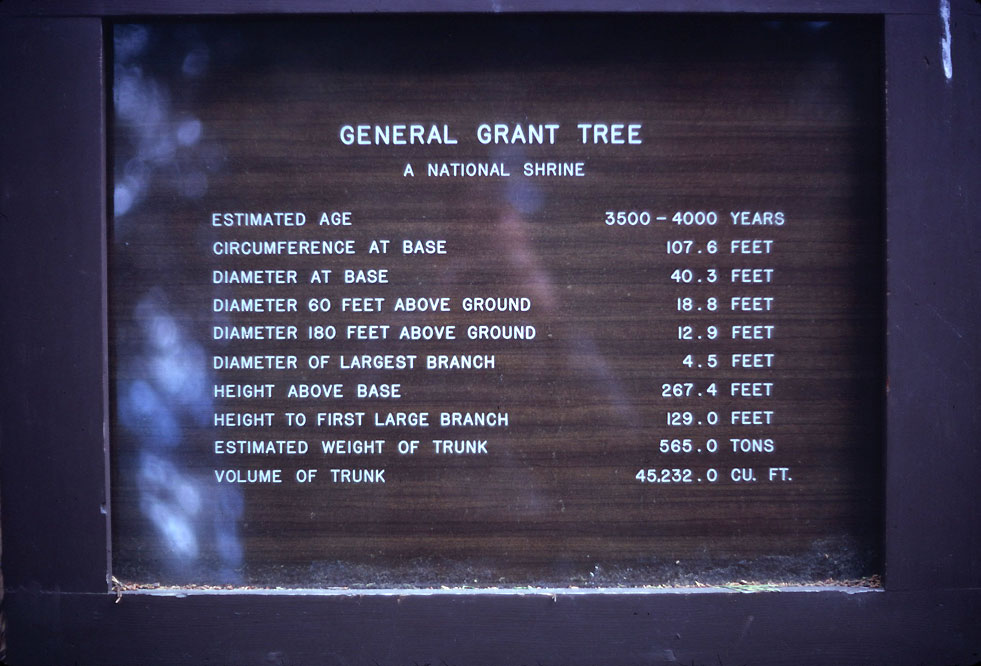 GENERAL GRANT TREE
A NATIONAL SHRINE
ESTIMATED AGE 3500 – 4000 YEARS
CIRCUMFERENCE AT BASE 107.6 FEET
DIAMETER AT BASE 40.3 FEET
DIAMETER 60 FEET ABOVE GROUND 18.8 FEET
DIAMETER 180 FEET ABOVE GROUND 12.9 FEET
DIAMETER OF LARGEST BRANCH 4.5 FEET
HEIGHT ABOVE BASE 267.4 FEET
HEIGHT TO FIRST LARGE BRANCH 129.0 FEET
ESTIMATED WEIGHT OF TRUNK 565.0 TONS
VOLUME OF TRUNK 45,232.0 CU. FT.